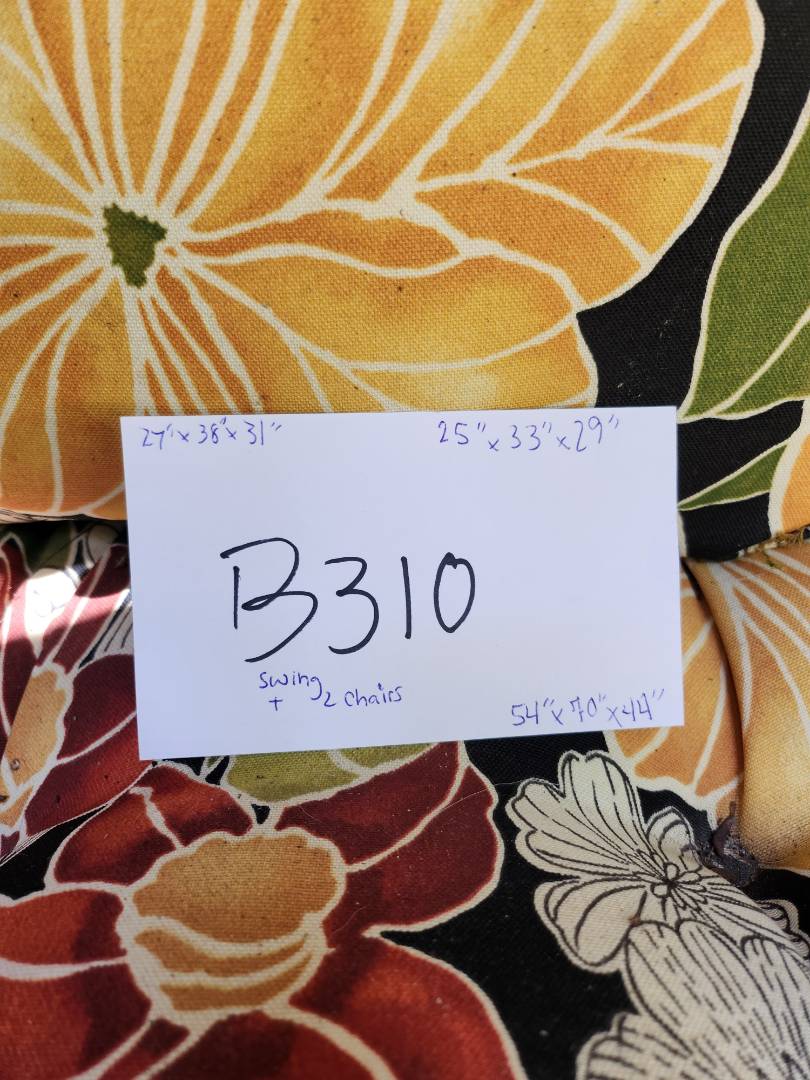 27" x 38" x 31"
25" x 33" x 29"
B310
swing
+ 2 chairs
54" x 70" x 44"